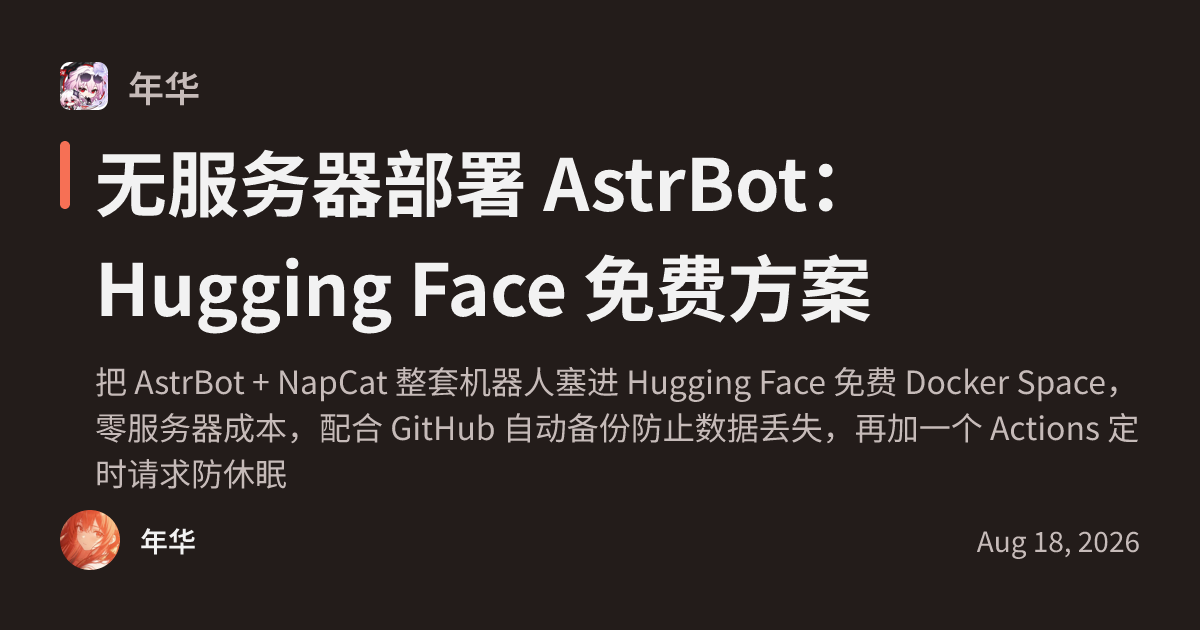 年华
无服务器部署 AstrBot：
Hugging Face 免费方案
把 AstrBot + NapCat 整套机器人塞进 Hugging Face 免费 Docker Space，
零服务器成本，配合 GitHub 自动备份防止数据丢失，再加一个 Actions 定
时请求防休眠
年华
Aug 18, 2026